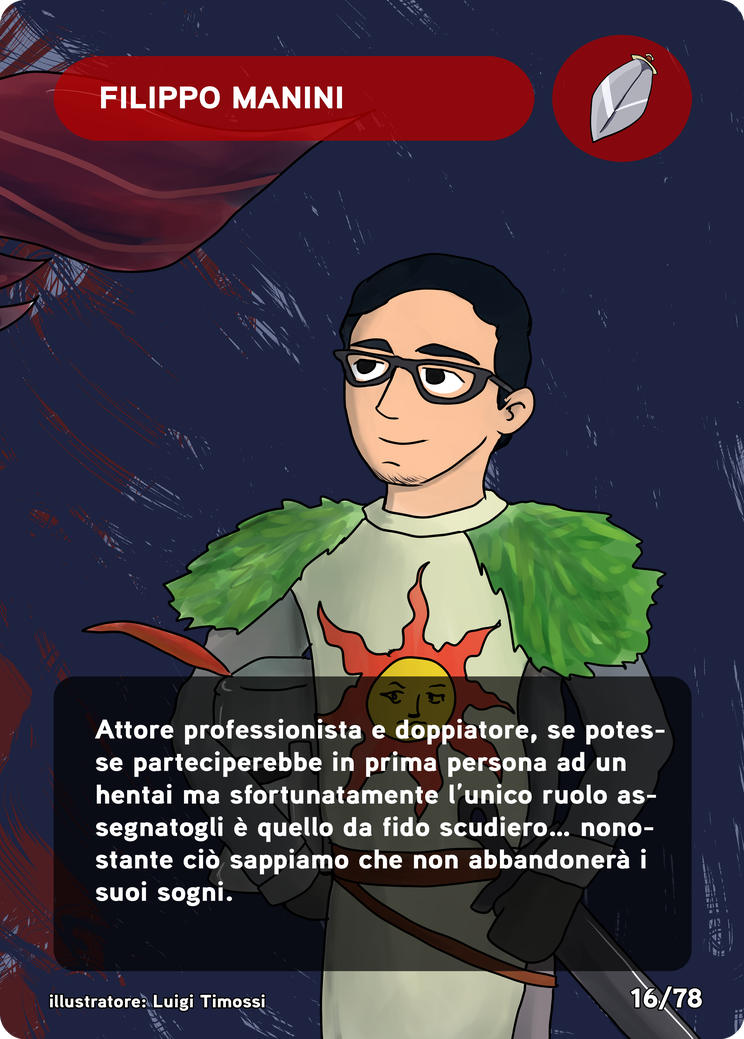 FILIPPO MANINI
Attore professionista e doppiatore, se potes-
se parteciperebbe in prima persona ad un
hentai ma sfortunatamente l'unico ruolo as-
segnatogli è quello da fido scudiero... nono-
stante ciò sappiamo che non abbandonerà i
suoi sogni.
illustratore: Luigi Timossi
16/78